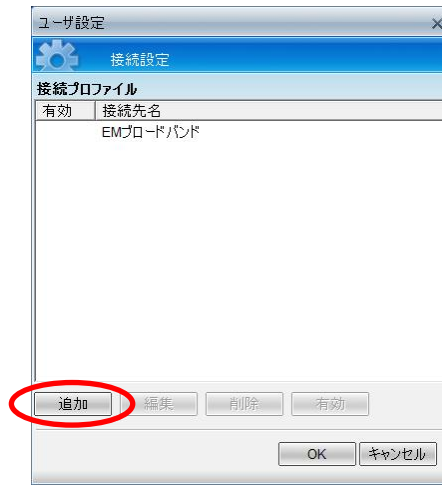 ユーザ設定
接続設定
接続プロファイル
有効 接続先名
EMブロードバンド
追加 編集 削除 有効
OK キャンセル